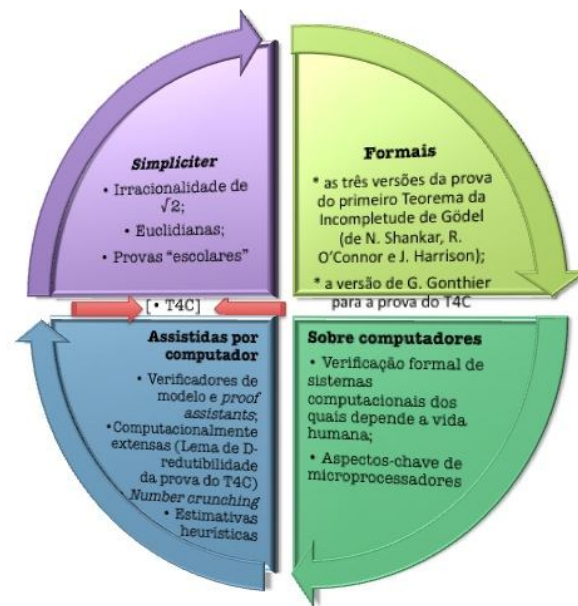 Simpliciter
• Irracionalidade de
√2;
• Euclidianas;
• Provas “escolares”
Formais
* as três versões da prova
do primeiro Teorema da
Incompletude de Gödel
(de N. Shankar, R.
O’Connor e J. Harrison);
* a versão de G. Gonthier
para a prova do T4C
[• T4C]
Assistidas por
computador
• Verificadores de
modelo e proof
assistants;
•Computacionalmente
extensas (Lema de D-
redutibilidade
da prova do T4C)
• Number crunching
• Estimativas
heurísticas
Sobre computadores
• Verificação formal de
sistemas
computacionais dos
quais depende a vida
humana;
• Aspectos-chave de
microprocessadores